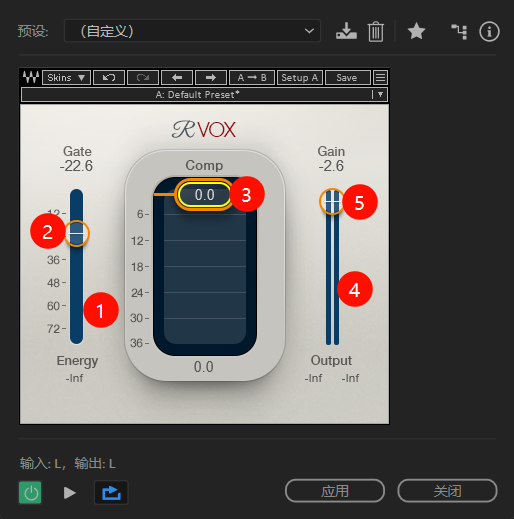 预设: （自定义）
Skins A → B Setup A Save
A: Default Preset*
R VOX
Gate Comp Gain
-22.6 0.0 -2.6
12 36 48 60 72
6 12 18 24 30 36
1 2 3 4 5
Energy 0.0 Output
-Inf -Inf -Inf
输入: L，输出: L
应用 关闭